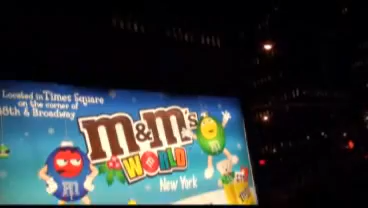 Located in Times Square
on the corner of
48th & Broadway
m&m's
WORLD
New York
m